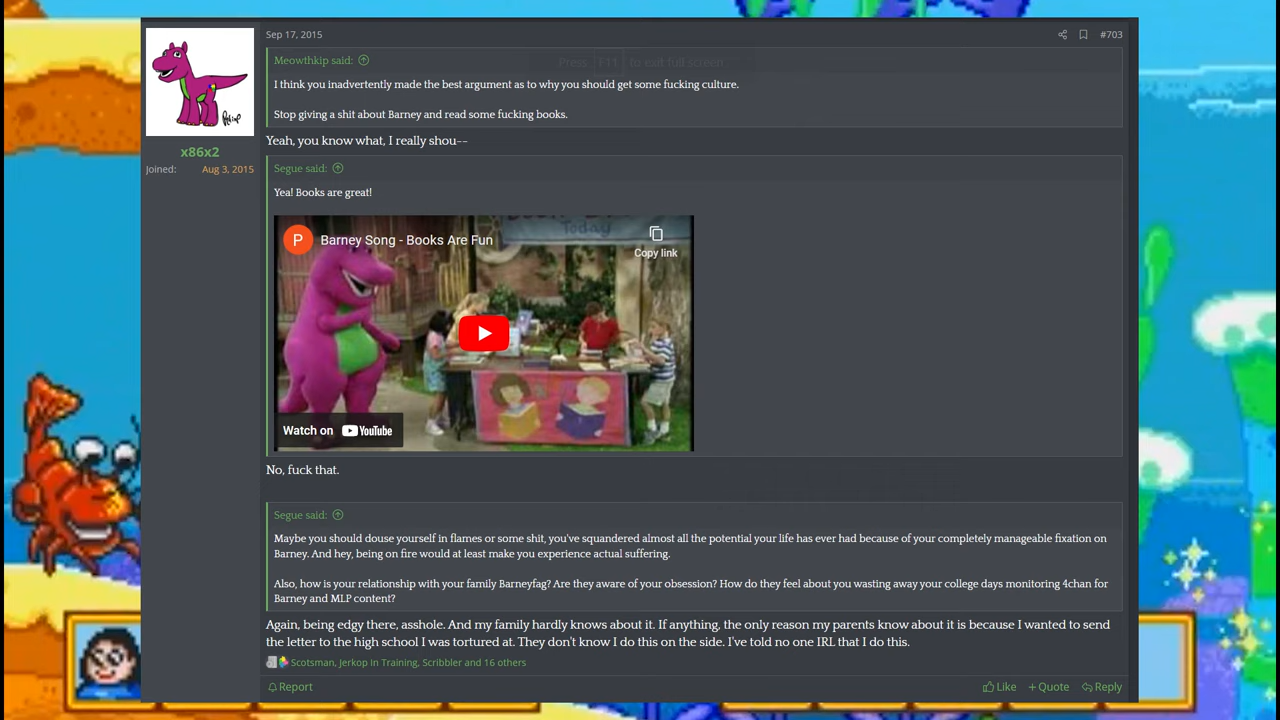 Sep 17, 2015
#703
Meowthkip said:
Press F11 to exit full screen
I think you inadvertently made the best argument as to why you should get some fucking culture.
Stop giving a shit about Barney and read some fucking books.
x86x2
Joined: Aug 3, 2015
Yeah, you know what, I really shou--
Segue said:
Yea! Books are great!
Today
P
Barney Song - Books Are Fun
Copy link
Watch on YouTube
No, fuck that.
Segue said:
Maybe you should douse yourself in flames or some shit, you've squandered almost all the potential your life has ever had because of your completely manageable fixation on
Barney. And hey, being on fire would at least make you experience actual suffering.
Also, how is your relationship with your family Barneyfag? Are they aware of your obsession? How do they feel about you wasting away your college days monitoring 4chan for
Barney and MLP content?
Again, being edgy there, asshole. And my family hardly knows about it. If anything, the only reason my parents know about it is because I wanted to send
the letter to the high school I was tortured at. They don't know I do this on the side. I've told no one IRL that I do this.
Scotsman, Jerkop In Training, Scribbler and 16 others
Report
Like
+ Quote
Reply